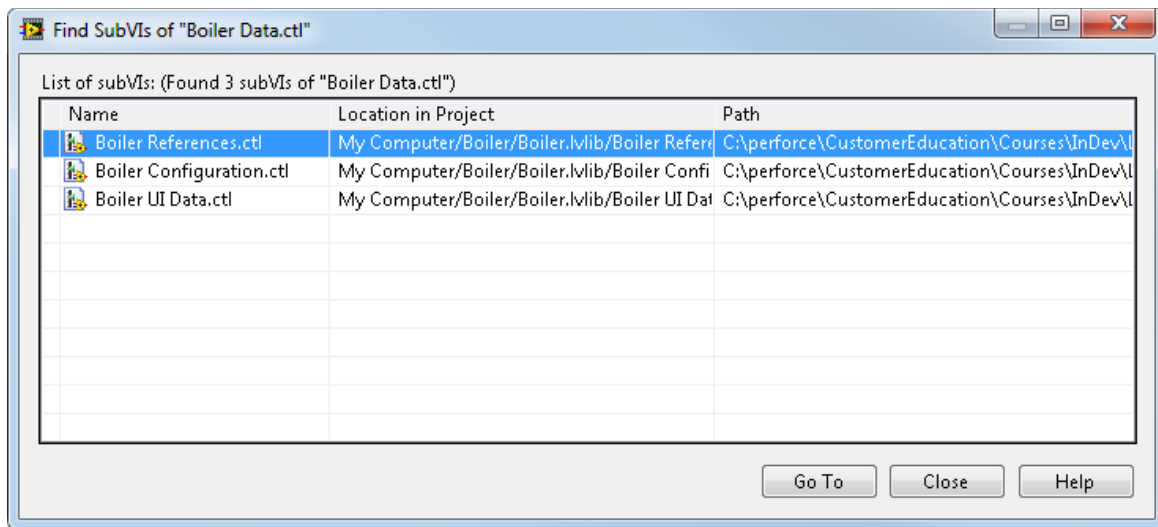 Find SubVIs of "Boiler Data.ctl"
List of subVIs: (Found 3 subVIs of "Boiler Data.ctl")
Name Location in Project Path
Boiler References.ctl My Computer/Boiler/Boiler.lvlib/Boiler Refere C:\perforce\CustomerEducation\Courses\InDev\L
Boiler Configuration.ctl My Computer/Boiler/Boiler.lvlib/Boiler Confi C:\perforce\CustomerEducation\Courses\InDev\L
Boiler UI Data.ctl My Computer/Boiler/Boiler.lvlib/Boiler UI Dat C:\perforce\CustomerEducation\Courses\InDev\L
Go To Close Help